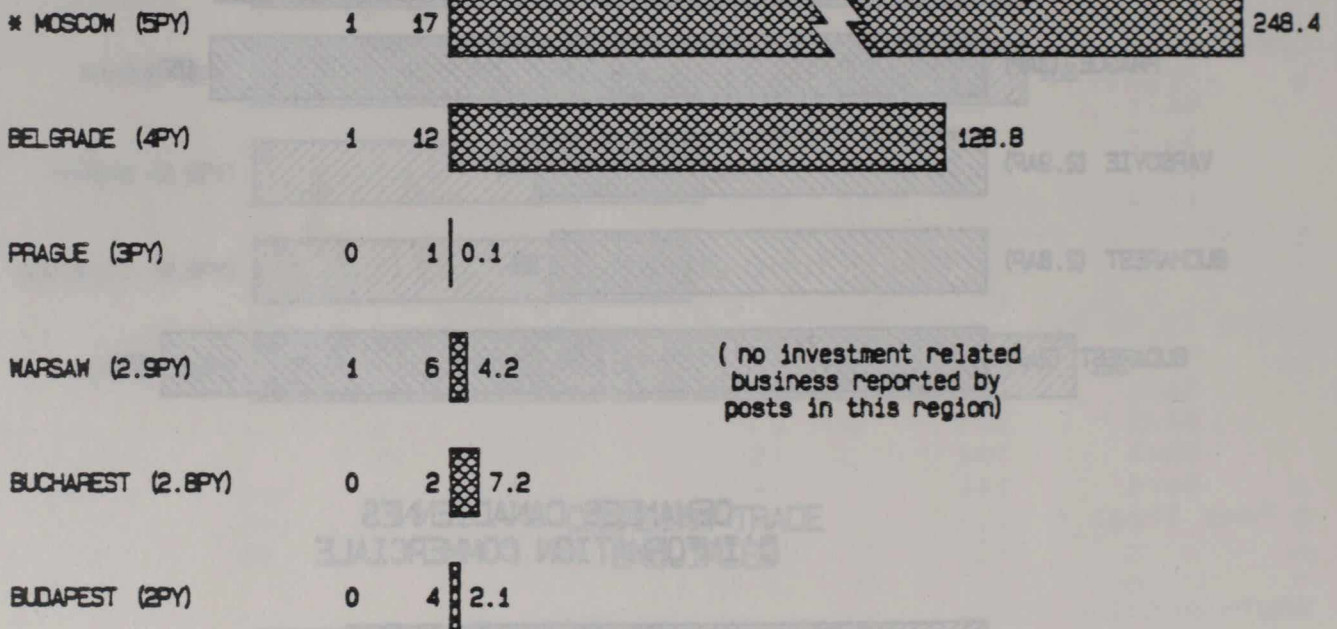 * MOSCOW (5PY) 1 17 248.4
BELGRADE (4PY) 1 12 128.8
PRAGUE (3PY) 0 1 0.1
WARSAW (2.9PY) 1 6 4.2
( no investment related
business reported by
posts in this region)
BUCHAREST (2.8PY) 0 2 7.2
BUDAPEST (2PY) 0 4 2.1